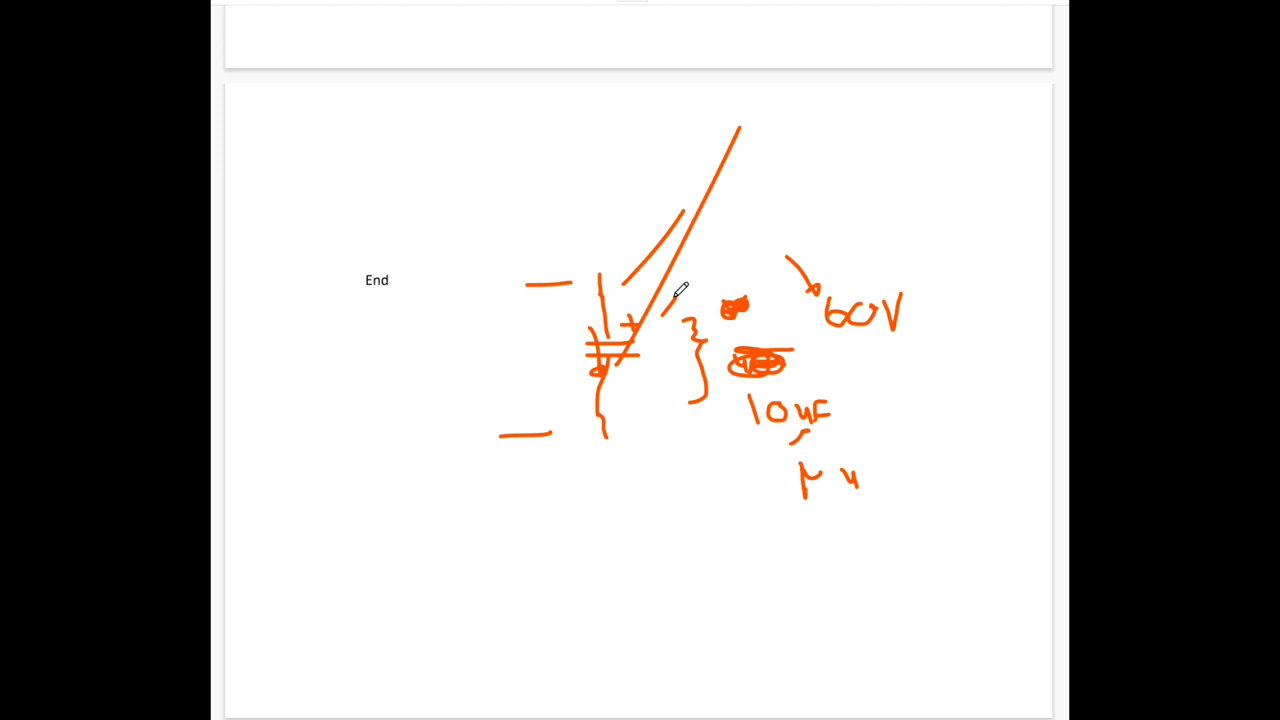 End
+
60V
10uF
μ u